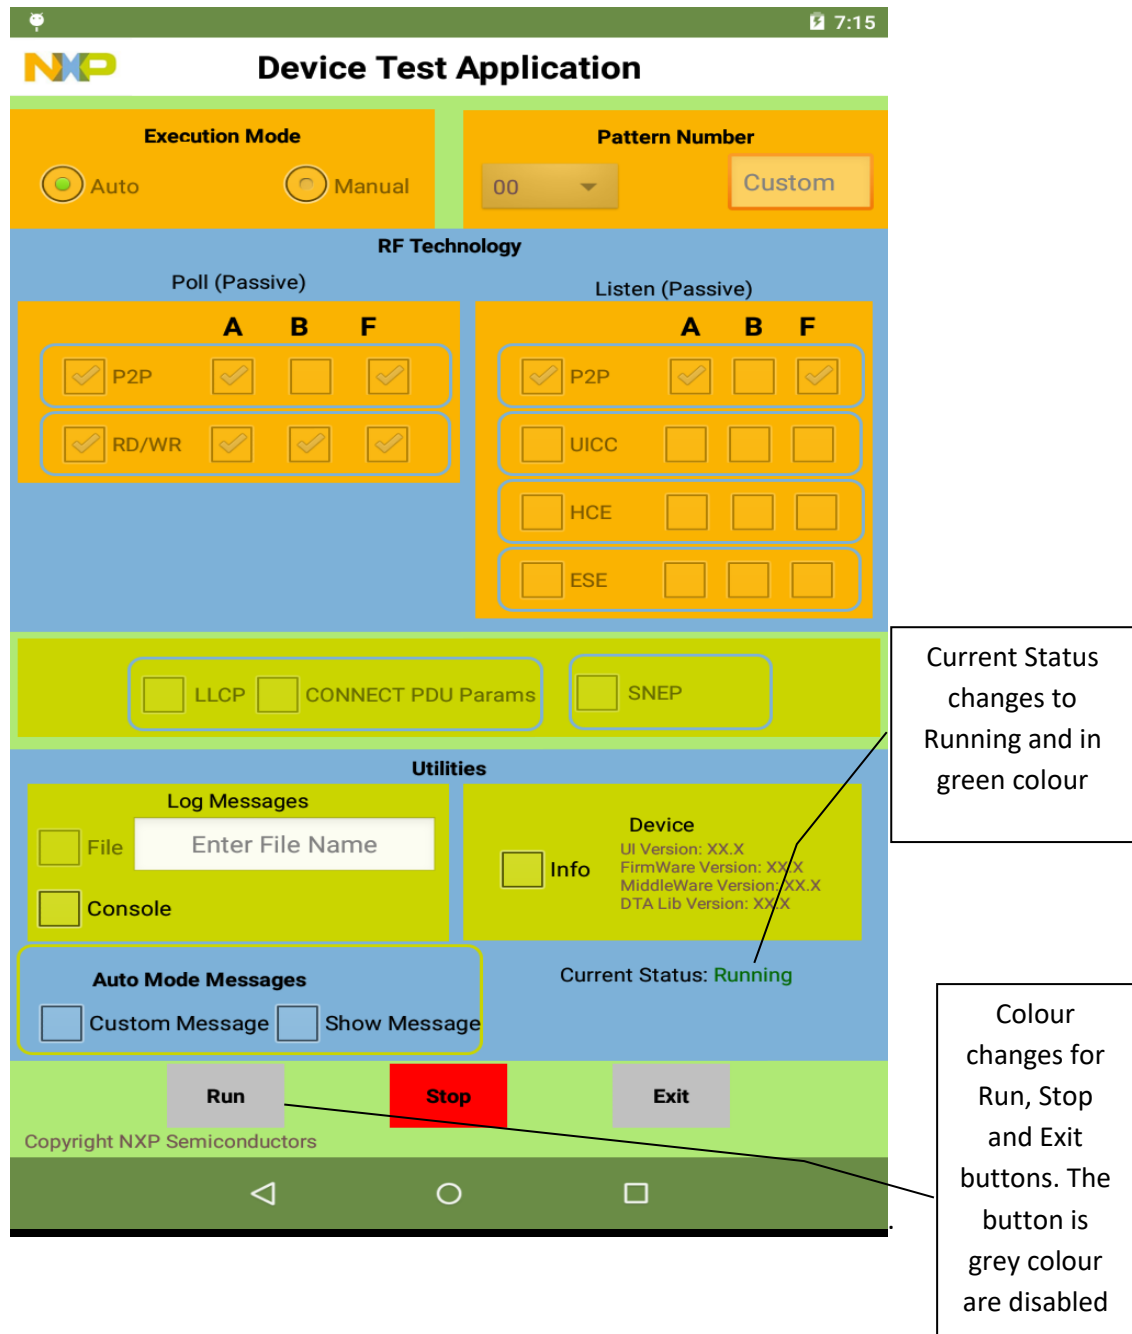 7:15
NXP
Device Test Application
Execution Mode
Auto
Manual
Pattern Number
00
Custom
RF Technology
Poll (Passive)
A B F
P2P
RD/WR
Listen (Passive)
A B F
P2P
UICC
HCE
ESE
LLCP
CONNECT PDU Params
SNEP
Utilities
Log Messages
File
Enter File Name
Console
Device
Info
UI Version: XX.X
FirmWare Version: XX.X
MiddleWare Version: XX.X
DTA Lib Version: XX.X
Auto Mode Messages
Custom Message
Show Message
Current Status: Running
Run
Stop
Exit
Copyright NXP Semiconductors
.
Current Status
changes to
Running and in
green colour
Colour
changes for
Run, Stop
and Exit
buttons. The
button is
grey colour
are disabled